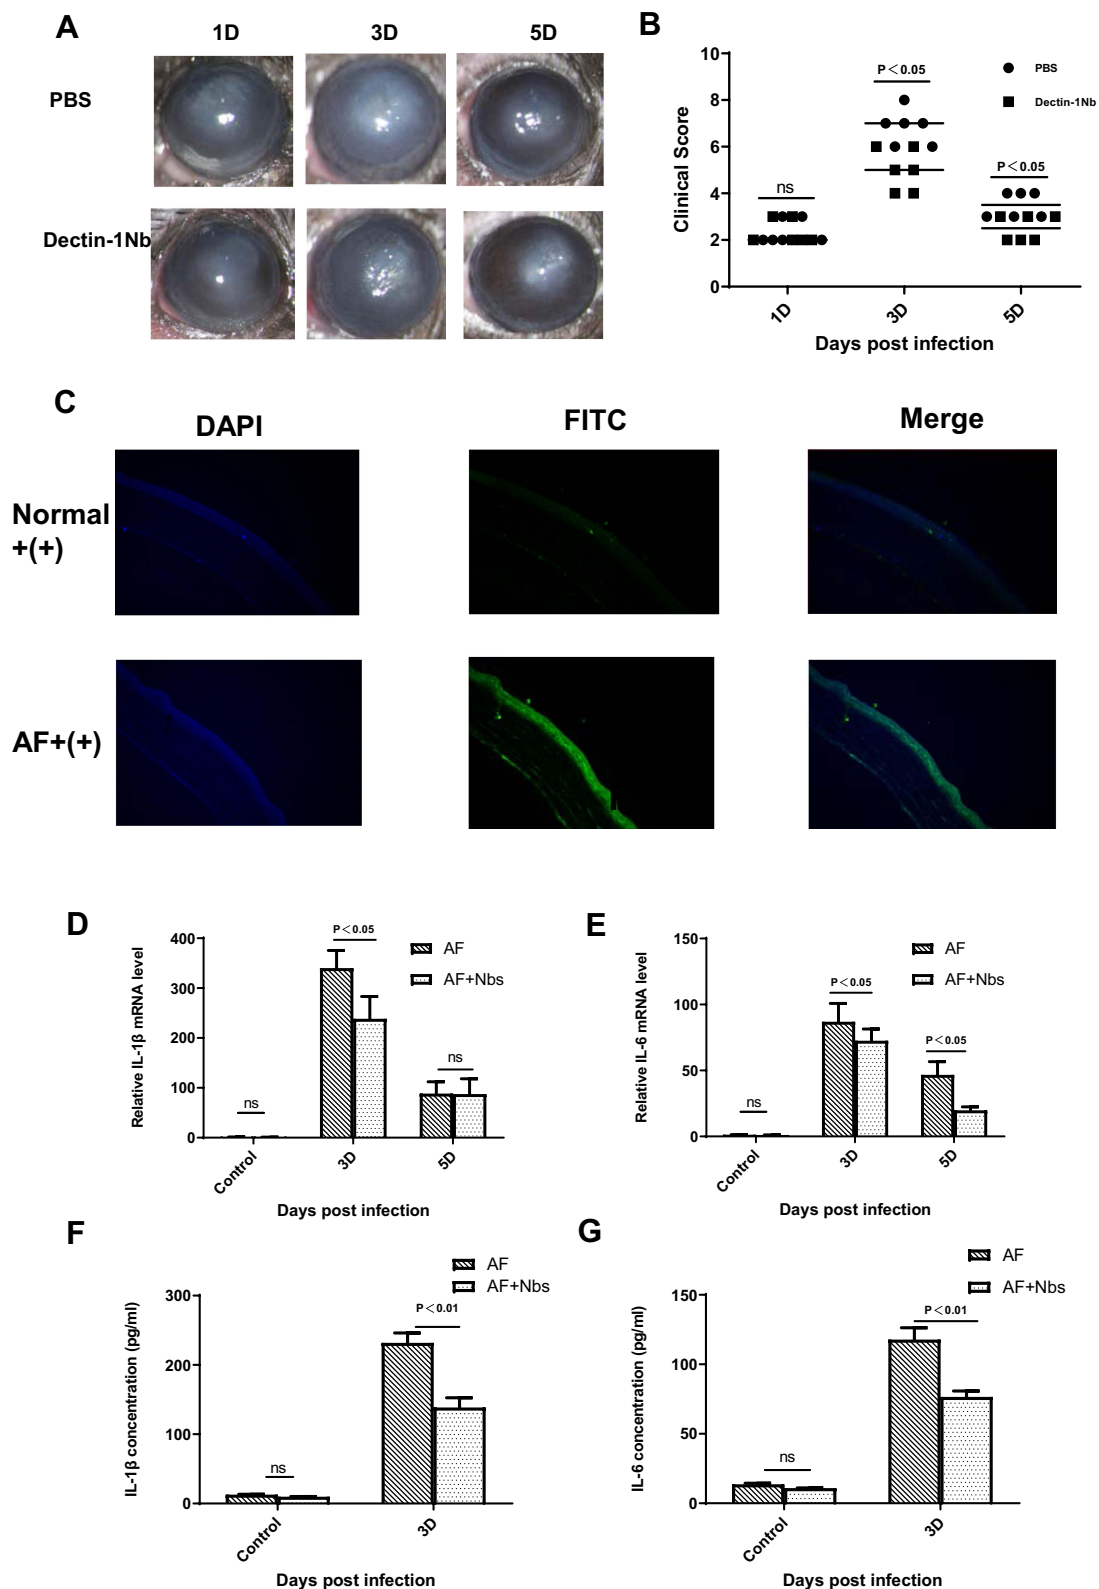 A
1D
3D
5D
PBS
Dectin-1Nb
B
10
8
6
4
2
0
Clinical Score
ns
P＜0.05
P＜0.05
PBS
Dectin-1Nb
1D
3D
5D
Days post infection
C
DAPI
FITC
Merge
Normal
+(+)
AF+(+)
D
Relative IL-1β mRNA level
400
300
200
100
0
ns
P＜0.05
ns
AF
AF+Nbs
Control
3D
5D
Days post infection
E
Relative IL-6 mRNA level
150
100
50
0
ns
P＜0.05
P＜0.05
AF
AF+Nbs
Control
3D
5D
Days post infection
F
IL-1β concentration (pg/ml)
300
200
100
0
ns
P＜0.01
AF
AF+Nbs
Control
3D
Days post infection
G
IL-6 concentration (pg/ml)
150
100
50
0
ns
P＜0.01
AF
AF+Nbs
Control
3D
Days post infection